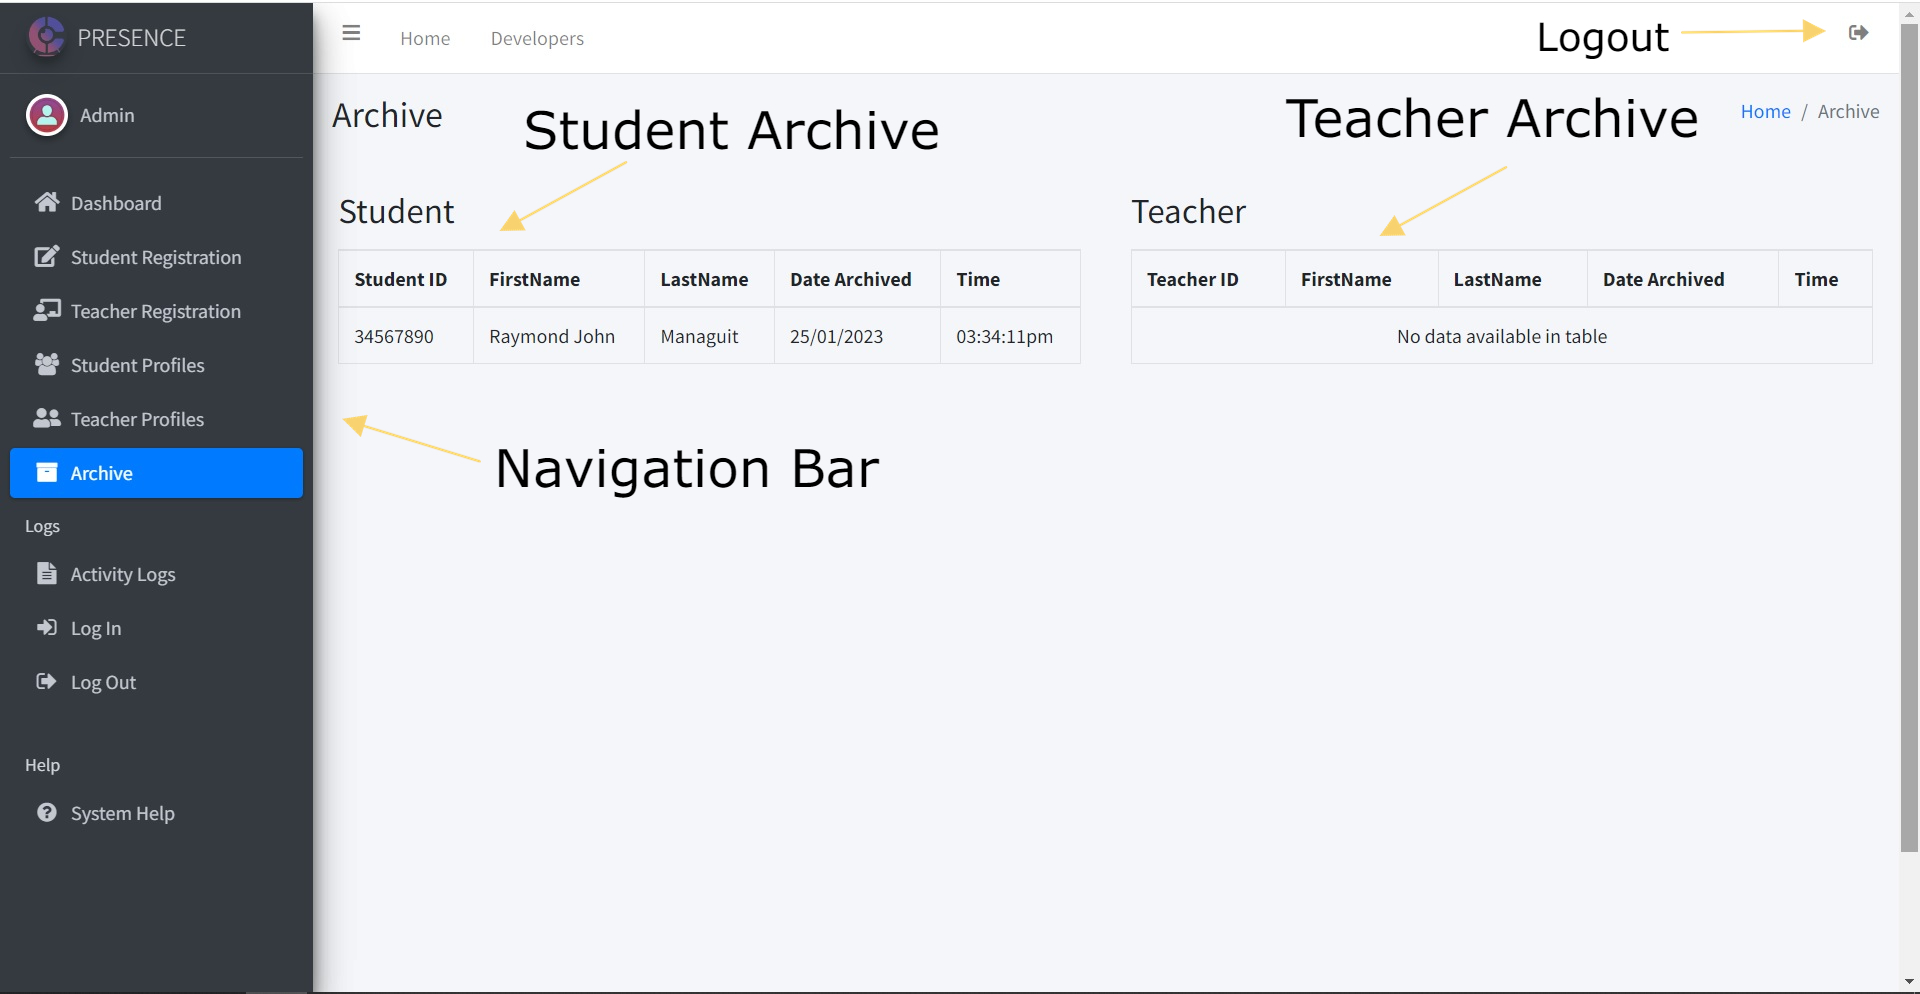 PRESENCE
Home
Developers
Logout
Admin
Archive
Student Archive
Teacher Archive
Home / Archive
Dashboard
Student Registration
Teacher Registration
Student Profiles
Teacher Profiles
Archive
Logs
Activity Logs
Log In
Log Out
Help
System Help
Student
Student ID FirstName LastName Date Archived Time
34567890 Raymond John Managuit 25/01/2023 03:34:11pm
Teacher
Teacher ID FirstName LastName Date Archived Time
No data available in table
Navigation Bar